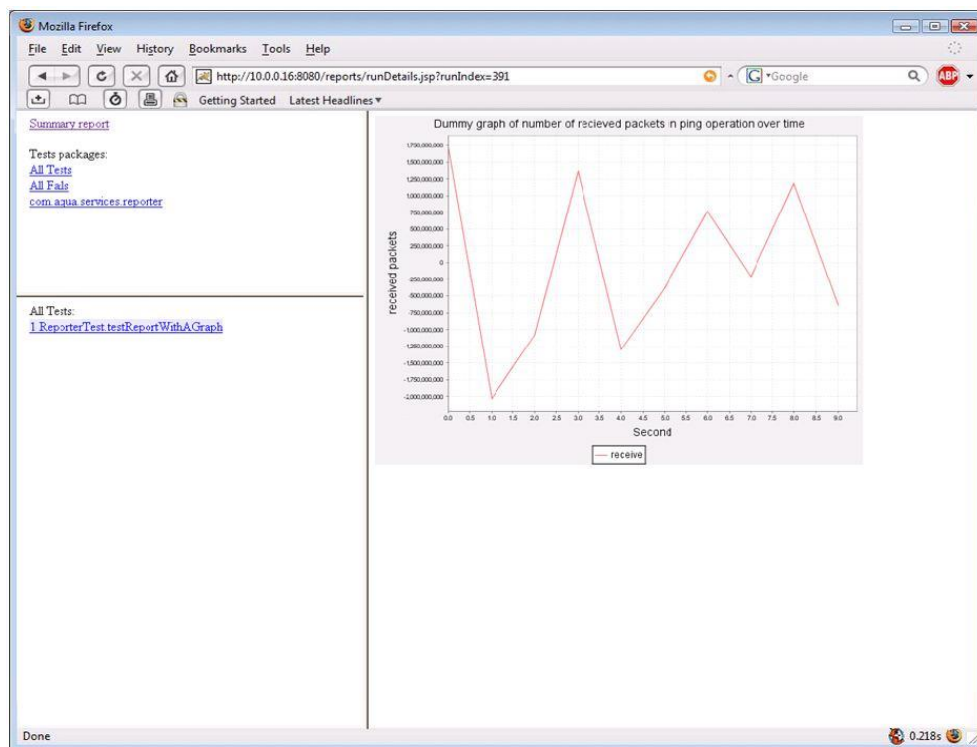 Mozilla Firefox
File Edit View History Bookmarks Tools Help
http://10.0.0.16:8080/reports/runDetails.jsp?runIndex=391
Google
ABP
Getting Started Latest Headlines
Summary report
Tests packages:
All Tests
All Fails
com.aqua.services.reporter
All Tests:
1.ReporterTest.testReportWithAGraph
Dummy graph of number of recieved packets in ping operation over time
received packets
1,750,000,000
1,500,000,000
1,250,000,000
1,000,000,000
750,000,000
500,000,000
250,000,000
0
-250,000,000
-500,000,000
-750,000,000
-1,000,000,000
-1,250,000,000
-1,500,000,000
-1,750,000,000
-2,000,000,000
0.0 0.5 1.0 1.5 2.0 2.5 3.0 3.5 4.0 4.5 5.0 5.5 6.0 6.5 7.0 7.5 8.0 8.5 9.0
Second
receive
Done
0.218s